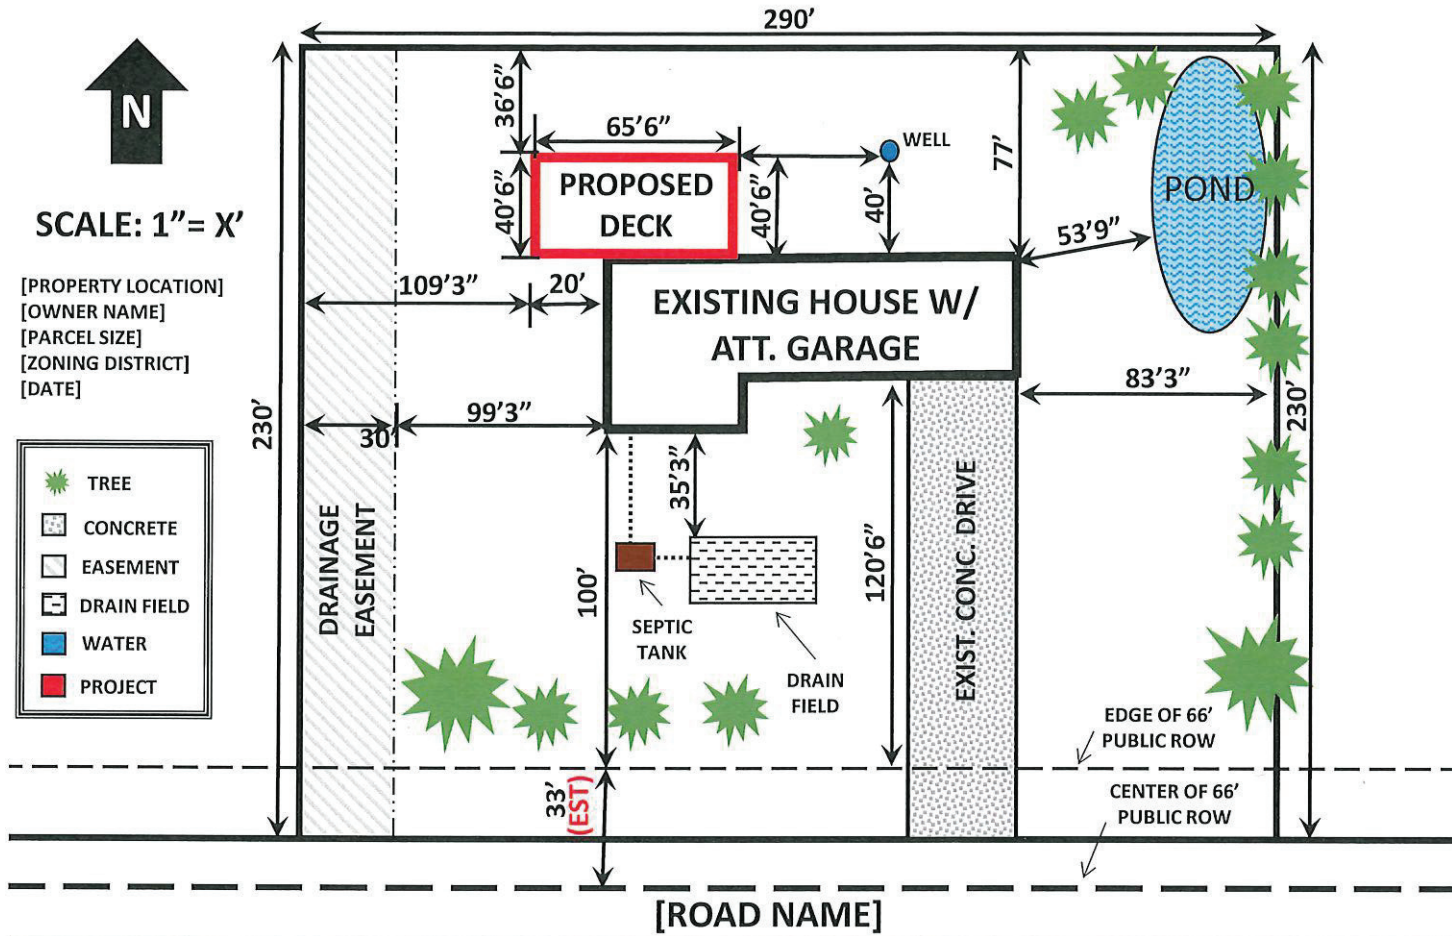 290’
N
SCALE: 1”= X’
[PROPERTY LOCATION]
[OWNER NAME]
[PARCEL SIZE]
[ZONING DISTRICT]
[DATE]
TREE
CONCRETE
EASEMENT
DRAIN FIELD
WATER
PROJECT
230’
36’6”
65’6”
40’6”
PROPOSED
DECK
WELL
40’6”
40’
77’
POND
53’9”
109’3”
20’
EXISTING HOUSE W/
ATT. GARAGE
83’3”
230’
30’
99’3”
35’3”
DRAINAGE
EASEMENT
100’
120’6”
EXIST. CONC. DRIVE
SEPTIC
TANK
DRAIN
FIELD
EDGE OF 66’
PUBLIC ROW
33’
(EST)
CENTER OF 66’
PUBLIC ROW
[ROAD NAME]